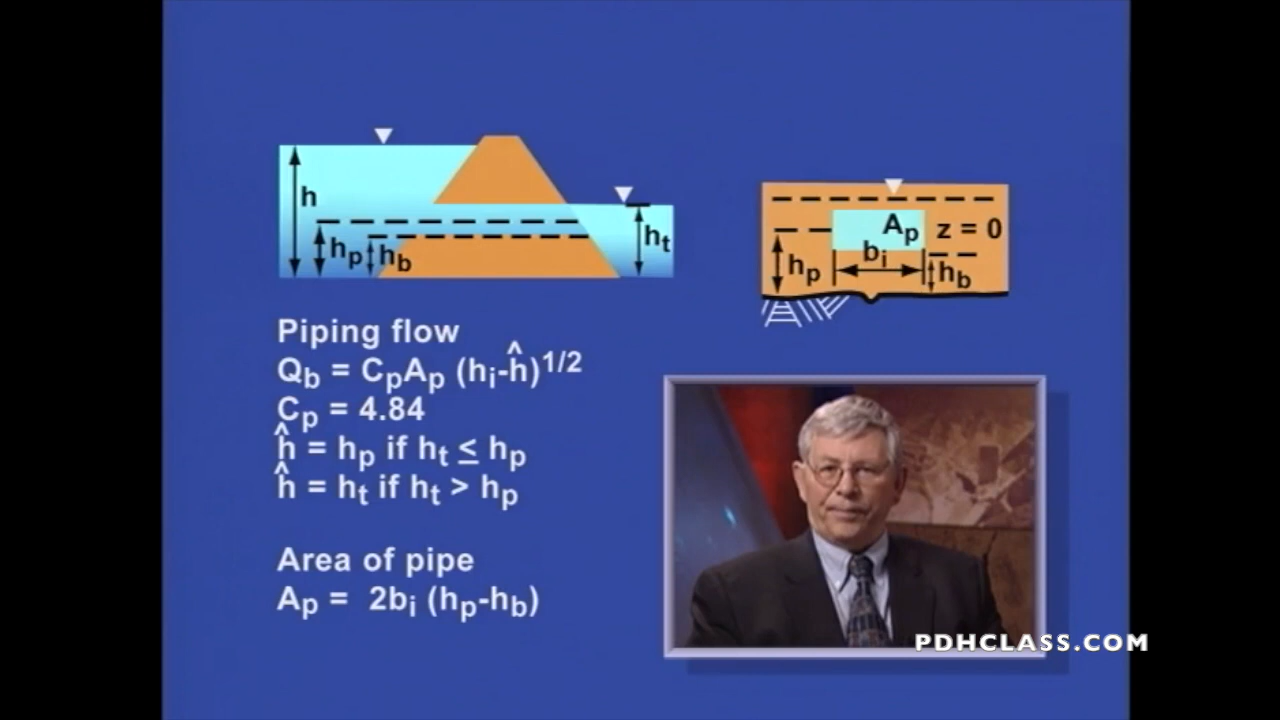 h
hp
hb
ht
Ap
z = 0
bi
hp
hb
Piping flow
Qb = CpAp (hi-ĥ)1/2
Cp = 4.84
ĥ = hp if ht ≤ hp
ĥ = ht if ht > hp
Area of pipe
Ap = 2bi (hp-hb)
PDHCLASS.COM